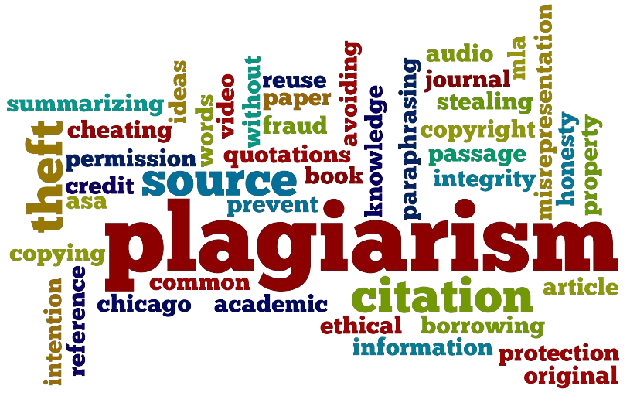 audio
mla
misrepresentation
ideas
reuse
avoiding
journal
summarizing
words
video
without
paper
knowledge
paraphrasing
stealing
theft
cheating
fraud
copyright
honesty
property
permission
quotations
passage
credit
source
book
integrity
asa
prevent
plagiarism
copying
common
citation
article
intention
reference
chicago
academic
ethical
borrowing
information
protection
original